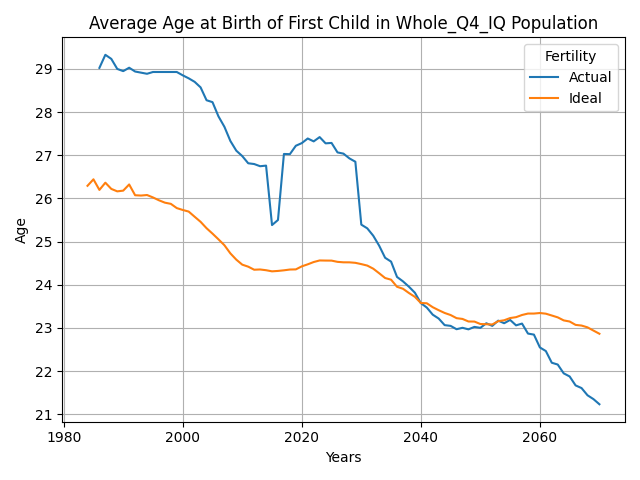 Average Age at Birth of First Child in Whole_Q4_IQ Population
Fertility
Actual
Ideal
Age
29
28
27
26
25
24
23
22
21
1980
2000
2020
2040
2060
Years